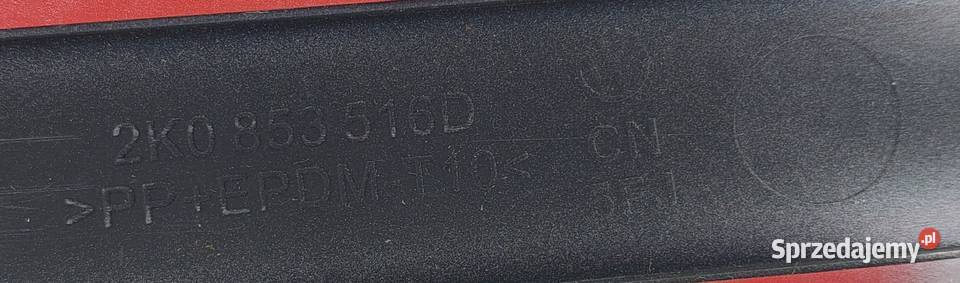 2K0 853 516D
>PP+EPDM-T10<
CN
Sprzedajemy.pl